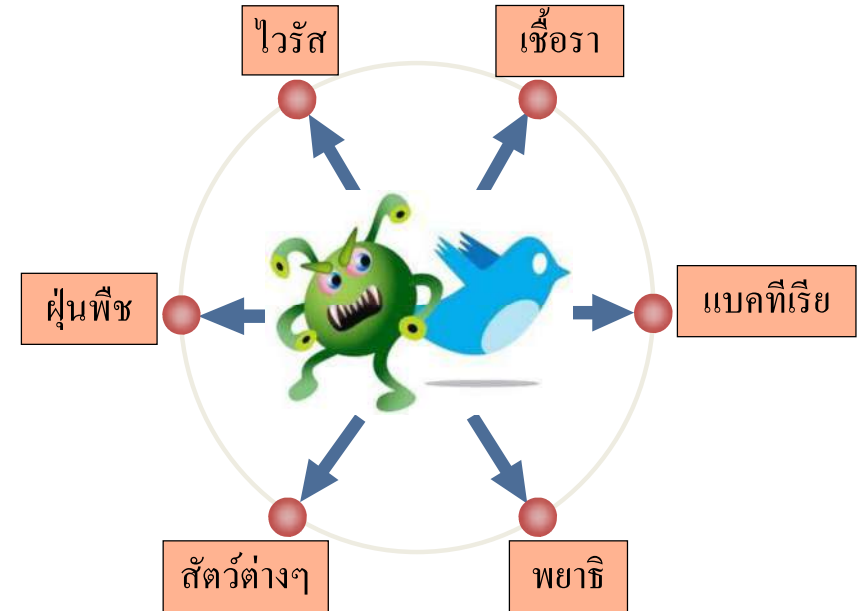 ไวรัส
เชื้อรา
ฝุ่นพืช
แบคทีเรีย
สัตว์ต่างๆ
พยาธิ